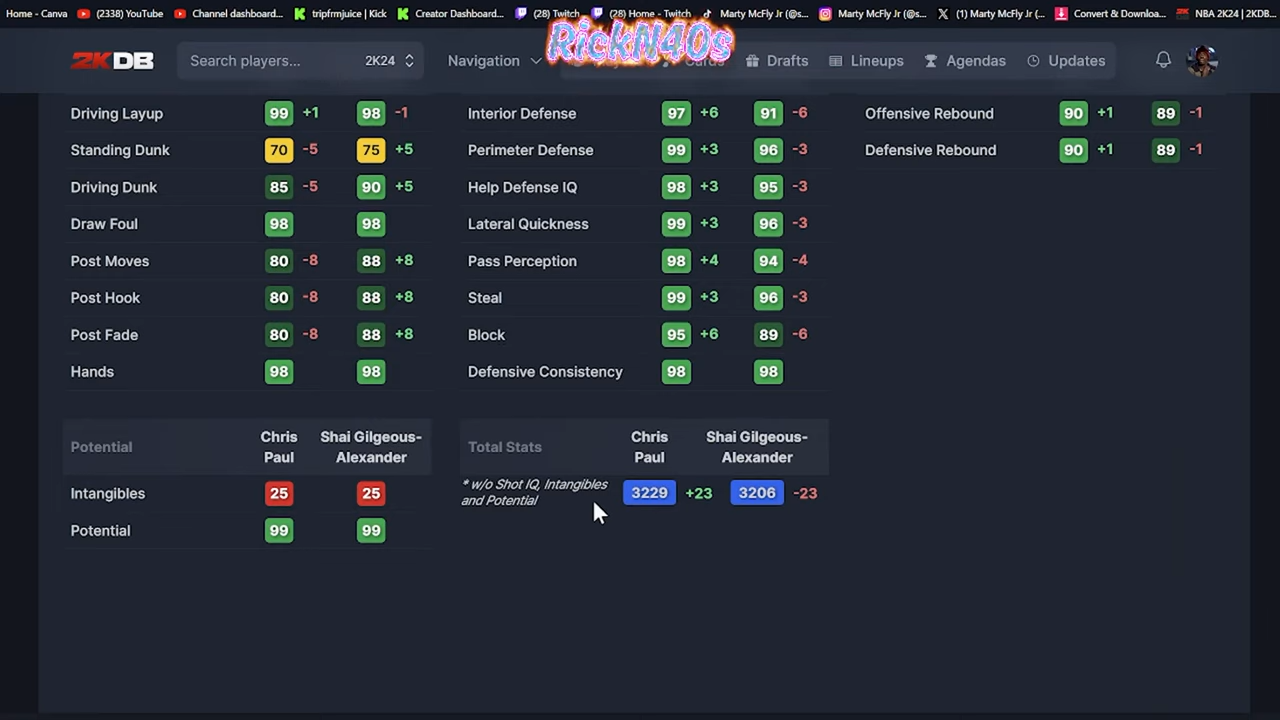 Home - Canva (2338) YouTube Channel dashboard... tripfrmjuice | Kick Creator Dashboard... (28) Twitch (28) Home - Twitch Marty McFly Jr (@s... Marty McFly Jr (@s... (1) Marty McFly Jr (... Convert & Downloa... NBA 2K24 | 2KDB...
RickN40s
2KDB Search players... 2K24 Navigation Cards Drafts Lineups Agendas Updates
Driving Layup 99 +1 98 -1 Interior Defense 97 +6 91 -6 Offensive Rebound 90 +1 89 -1
Standing Dunk 70 -5 75 +5 Perimeter Defense 99 +3 96 -3 Defensive Rebound 90 +1 89 -1
Driving Dunk 85 -5 90 +5 Help Defense IQ 98 +3 95 -3
Draw Foul 98 98 Lateral Quickness 99 +3 96 -3
Post Moves 80 -8 88 +8 Pass Perception 98 +4 94 -4
Post Hook 80 -8 88 +8 Steal 99 +3 96 -3
Post Fade 80 -8 88 +8 Block 95 +6 89 -6
Hands 98 98 Defensive Consistency 98 98
Potential Chris Paul Shai Gilgeous-Alexander Total Stats Chris Paul Shai Gilgeous-Alexander
Intangibles 25 25 * w/o Shot IQ, Intangibles and Potential 3229 +23 3206 -23
Potential 99 99